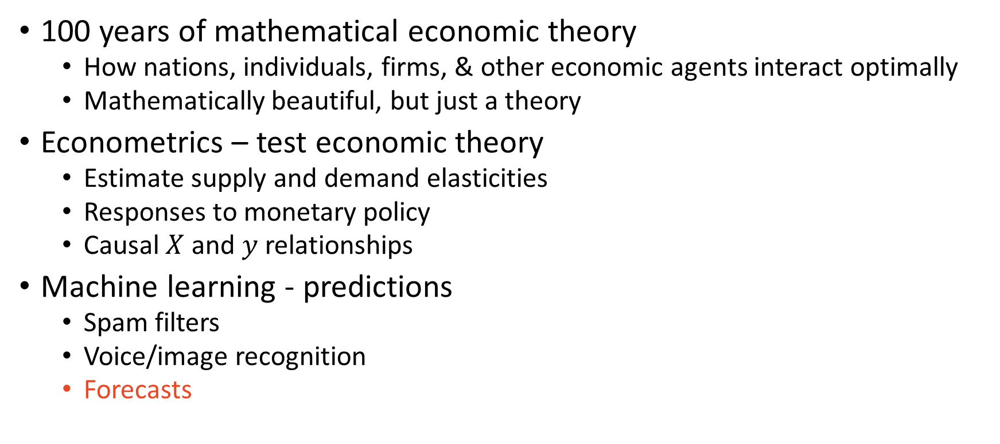 • 100 years of mathematical economic theory
• How nations, individuals, firms, & other economic agents interact optimally
• Mathematically beautiful, but just a theory
• Econometrics – test economic theory
• Estimate supply and demand elasticities
• Responses to monetary policy
• Causal X and y relationships
• Machine learning - predictions
• Spam filters
• Voice/image recognition
• Forecasts